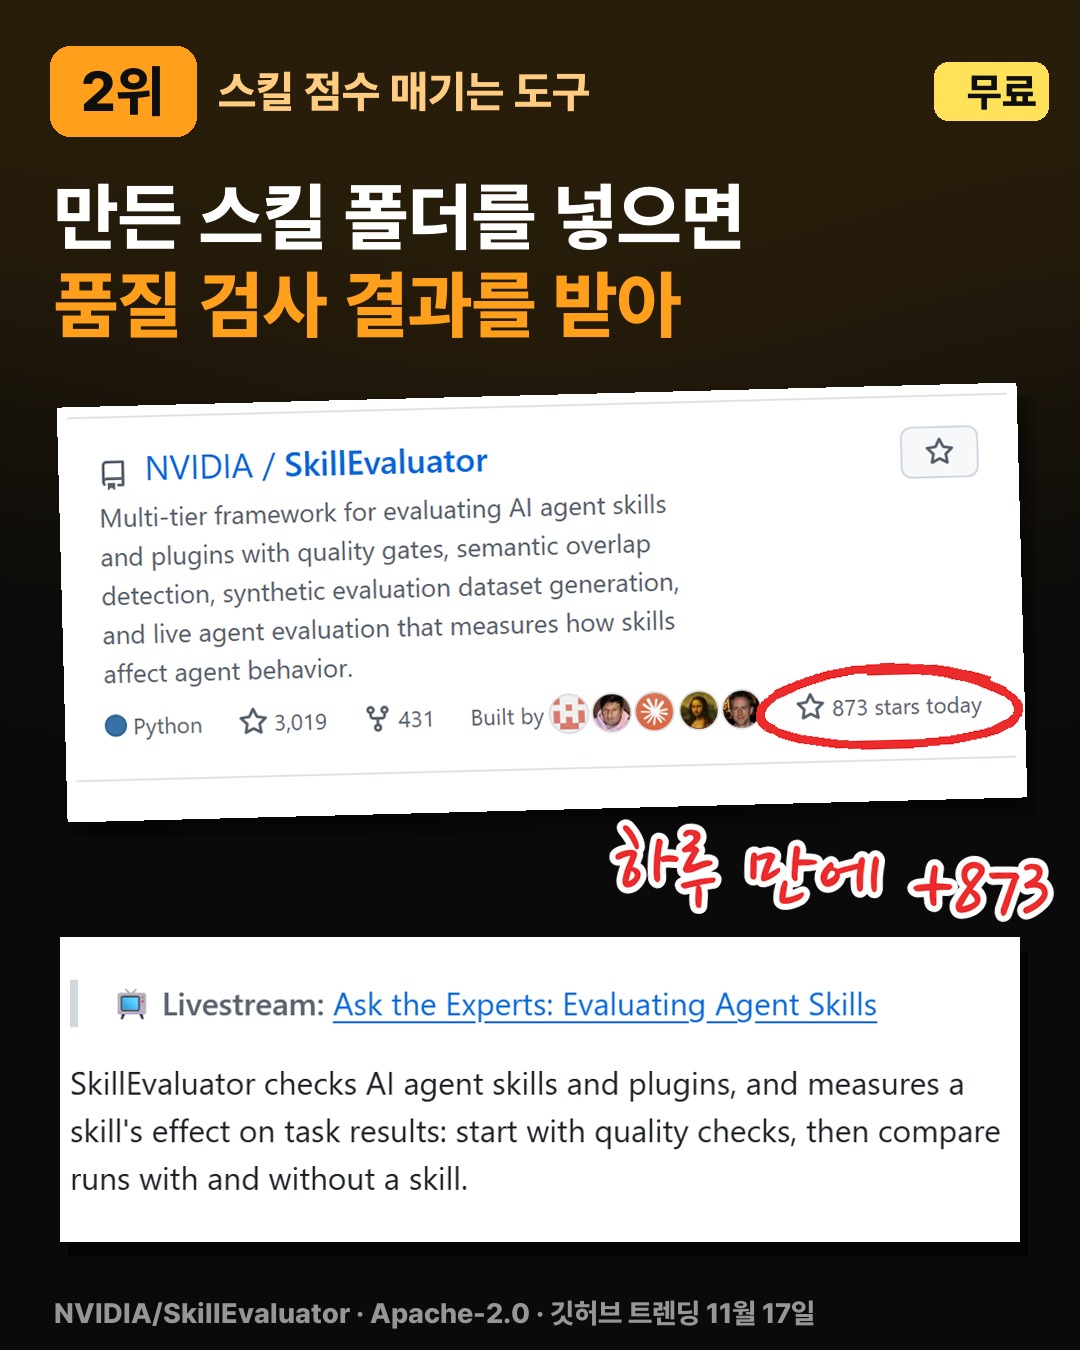 2위 스킬 점수 매기는 도구 무료
만든 스킬 폴더를 넣으면
품질 검사 결과를 받아
NVIDIA / SkillEvaluator
Multi-tier framework for evaluating AI agent skills
and plugins with quality gates, semantic overlap
detection, synthetic evaluation dataset generation,
and live agent evaluation that measures how skills
affect agent behavior.
Python 3,019 431 Built by 873 stars today
하루 만에 +873
Livestream: Ask the Experts: Evaluating Agent Skills
SkillEvaluator checks AI agent skills and plugins, and measures a
skill's effect on task results: start with quality checks, then compare
runs with and without a skill.
NVIDIA/SkillEvaluator · Apache-2.0 · 깃허브 트렌딩 11월 17일